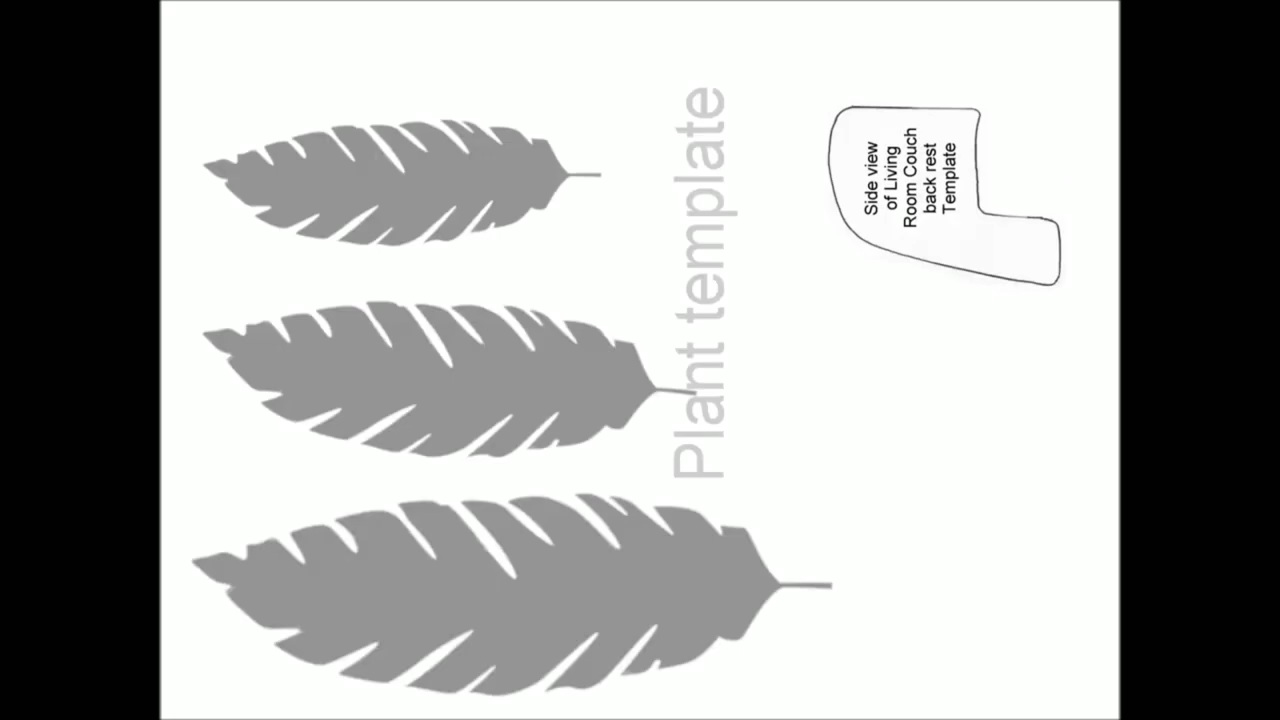 Plant template
Side view
of Living
Room Couch
back rest
Template